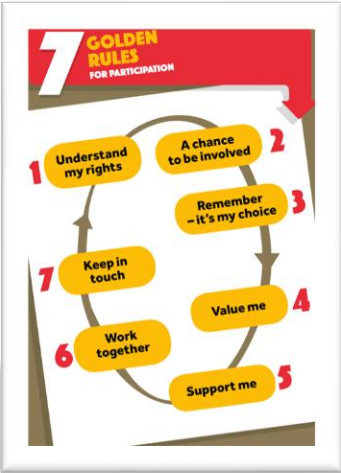 7
GOLDEN
RULES
FOR PARTICIPATION
1
Understand
my rights
2
A chance
to be involved
3
Remember
– it's my choice
4
Value me
5
Support me
6
Work
together
7
Keep in
touch